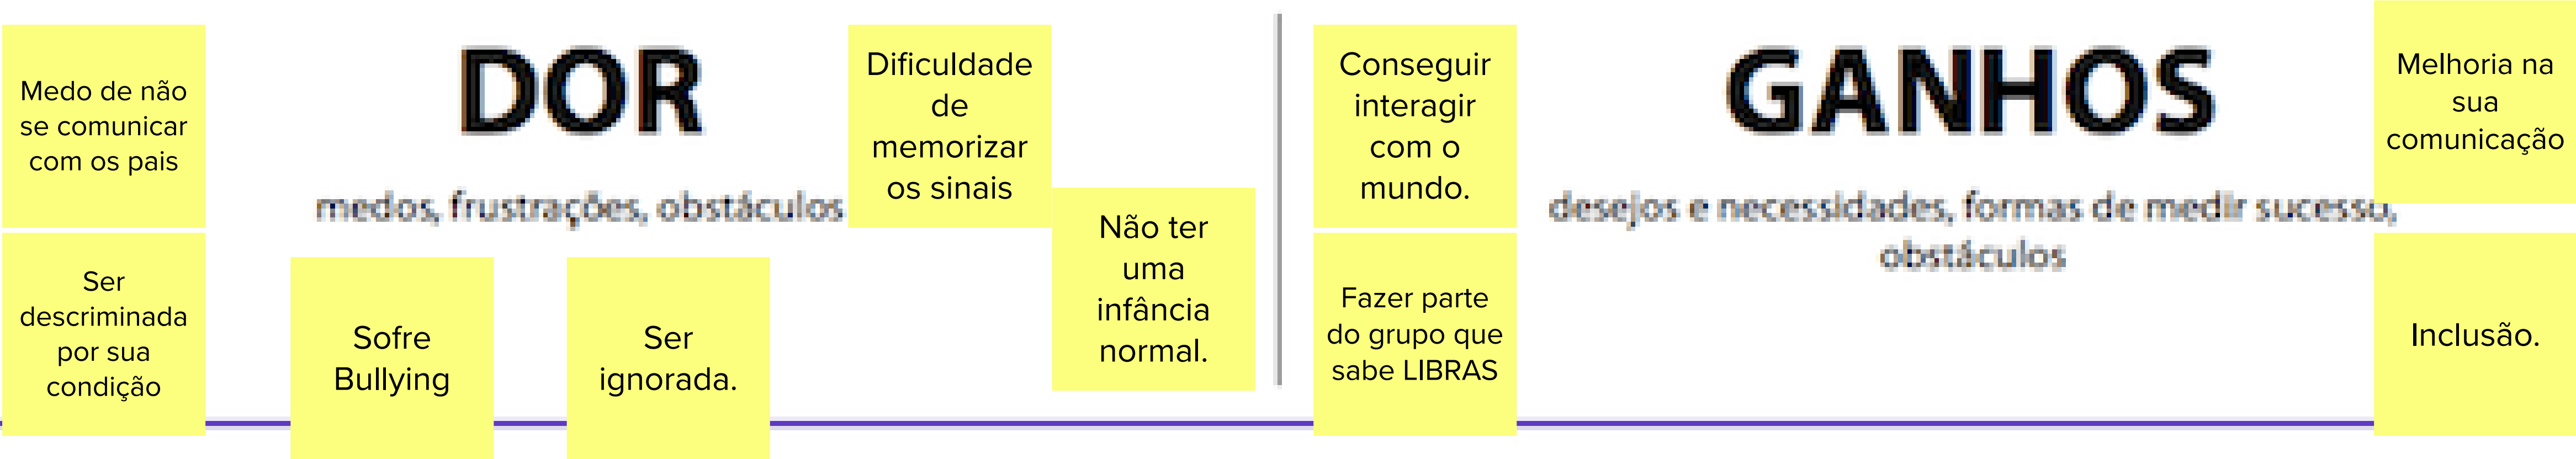 Medo de não
se comunicar
com os pais
Ser
descriminada
por sua
condição
DOR
medos, frustrações, obstáculos
Sofre
Bullying
Ser
ignorada.
Dificuldade
de
memorizar
os sinais
Não ter
uma
infância
normal.
Conseguir
interagir
com o
mundo.
Fazer parte
do grupo que
sabe LIBRAS
GANHOS
desejos e necessidades, formas de medir sucesso,
obstáculos
Melhoria na
sua
comunicação
Inclusão.